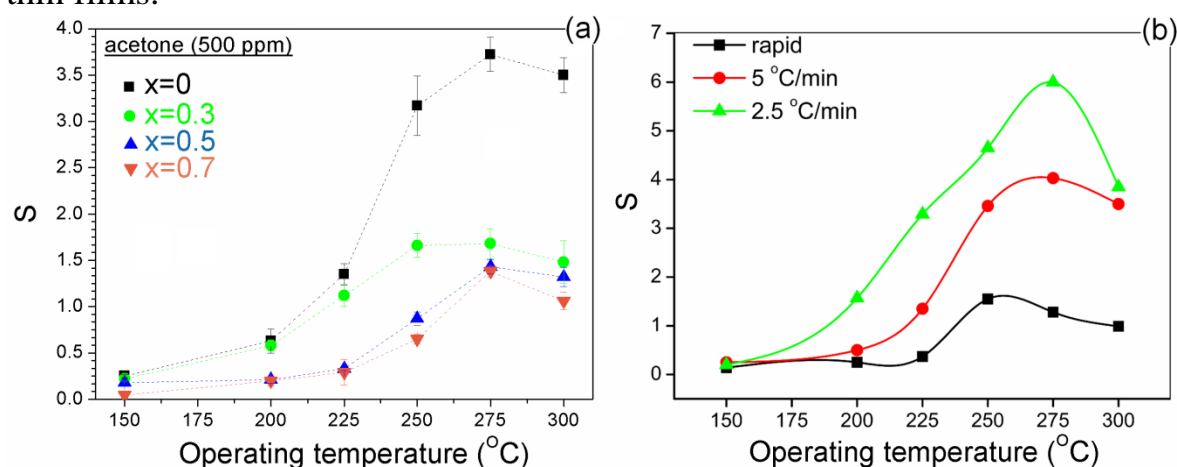 thin films.
(a)
acetone (500 ppm)
x=0
x=0.3
x=0.5
x=0.7
4.0
3.5
3.0
2.5
2.0
1.5
1.0
0.5
0.0
S
150 175 200 225 250 275 300
Operating temperature (°C)
(b)
rapid
5 °C/min
2.5 °C/min
7
6
5
4
3
2
1
0
S
150 175 200 225 250 275 300
Operating temperature (°C)